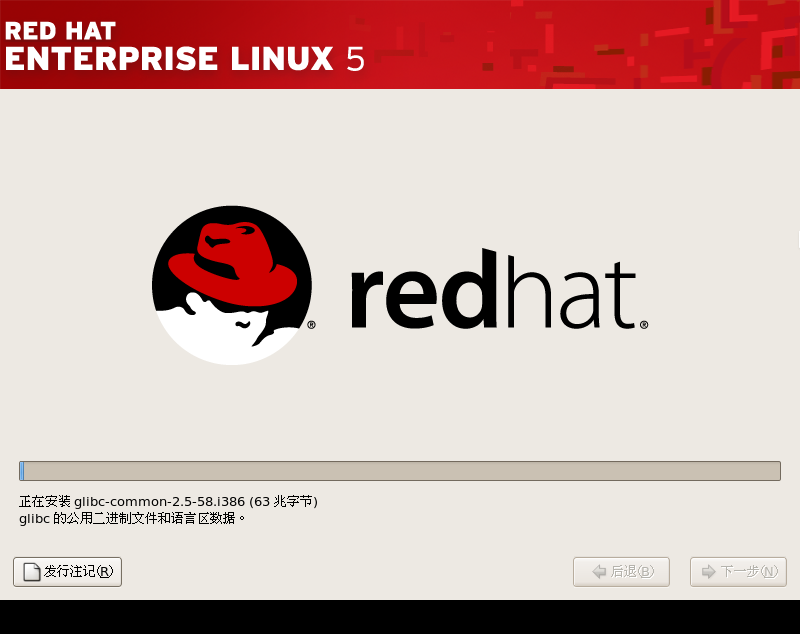 RED HAT
ENTERPRISE LINUX 5
redhat®
正在安装 glibc-common-2.5-58.i386 (63 兆字节)
glibc 的公用二进制文件和语言区数据。
发行注记(R)
后退(B)
下一步(N)